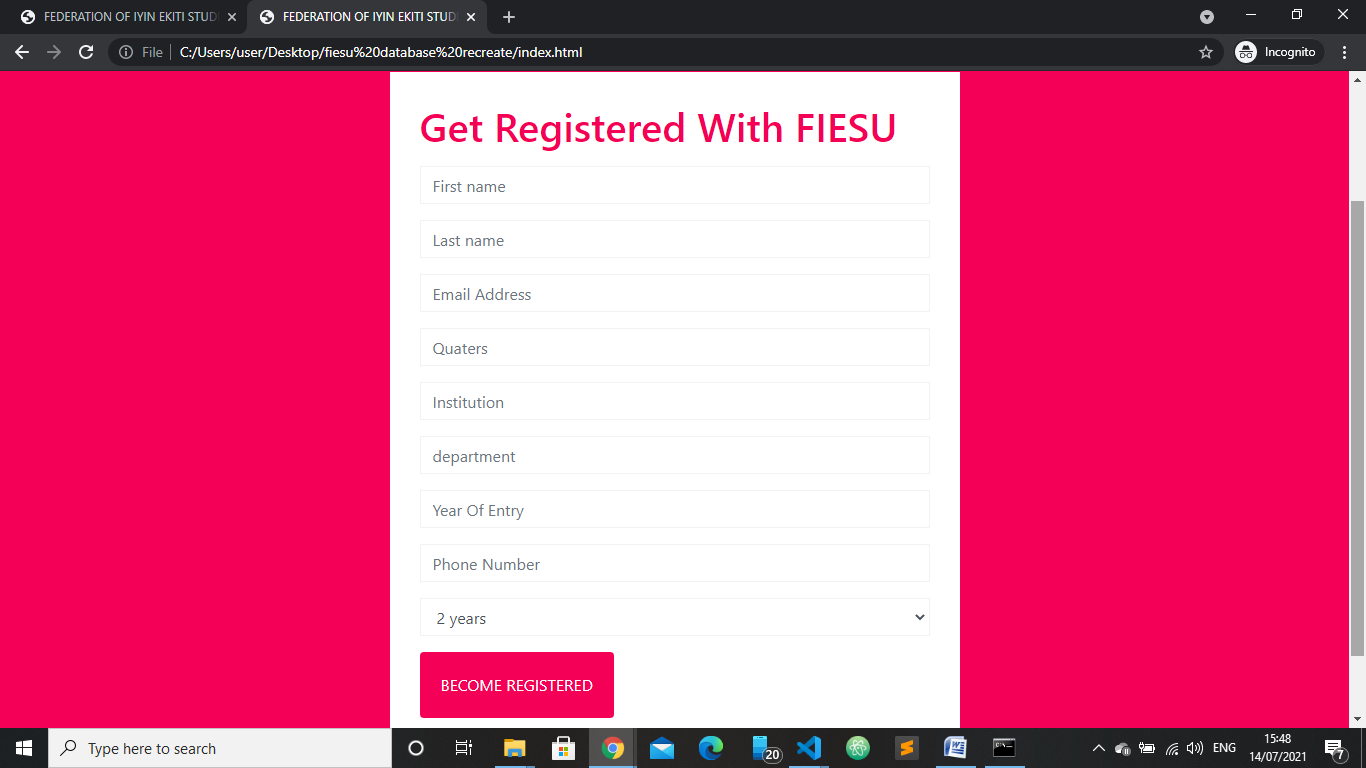 FEDERATION OF IYIN EKITI STUD
FEDERATION OF IYIN EKITI STUD
File
C:/Users/user/Desktop/fiesu%20database%20recreate/index.html
Incognito
Get Registered With FIESU
First name
Last name
Email Address
Quaters
Institution
department
Year Of Entry
Phone Number
2 years
BECOME REGISTERED
Type here to search
20
ENG
15:48
14/07/2021
7